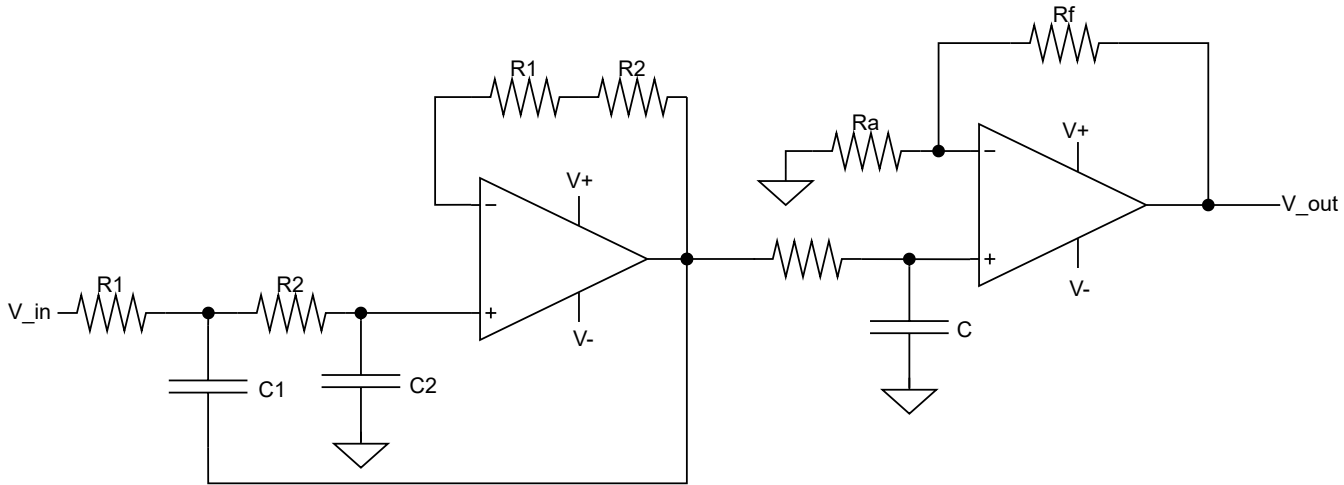 Rf
R1
R2
Ra
V+
V+
−
−
V_out
+
V-
R1
R2
V_in
+
V-
C
C1
C2